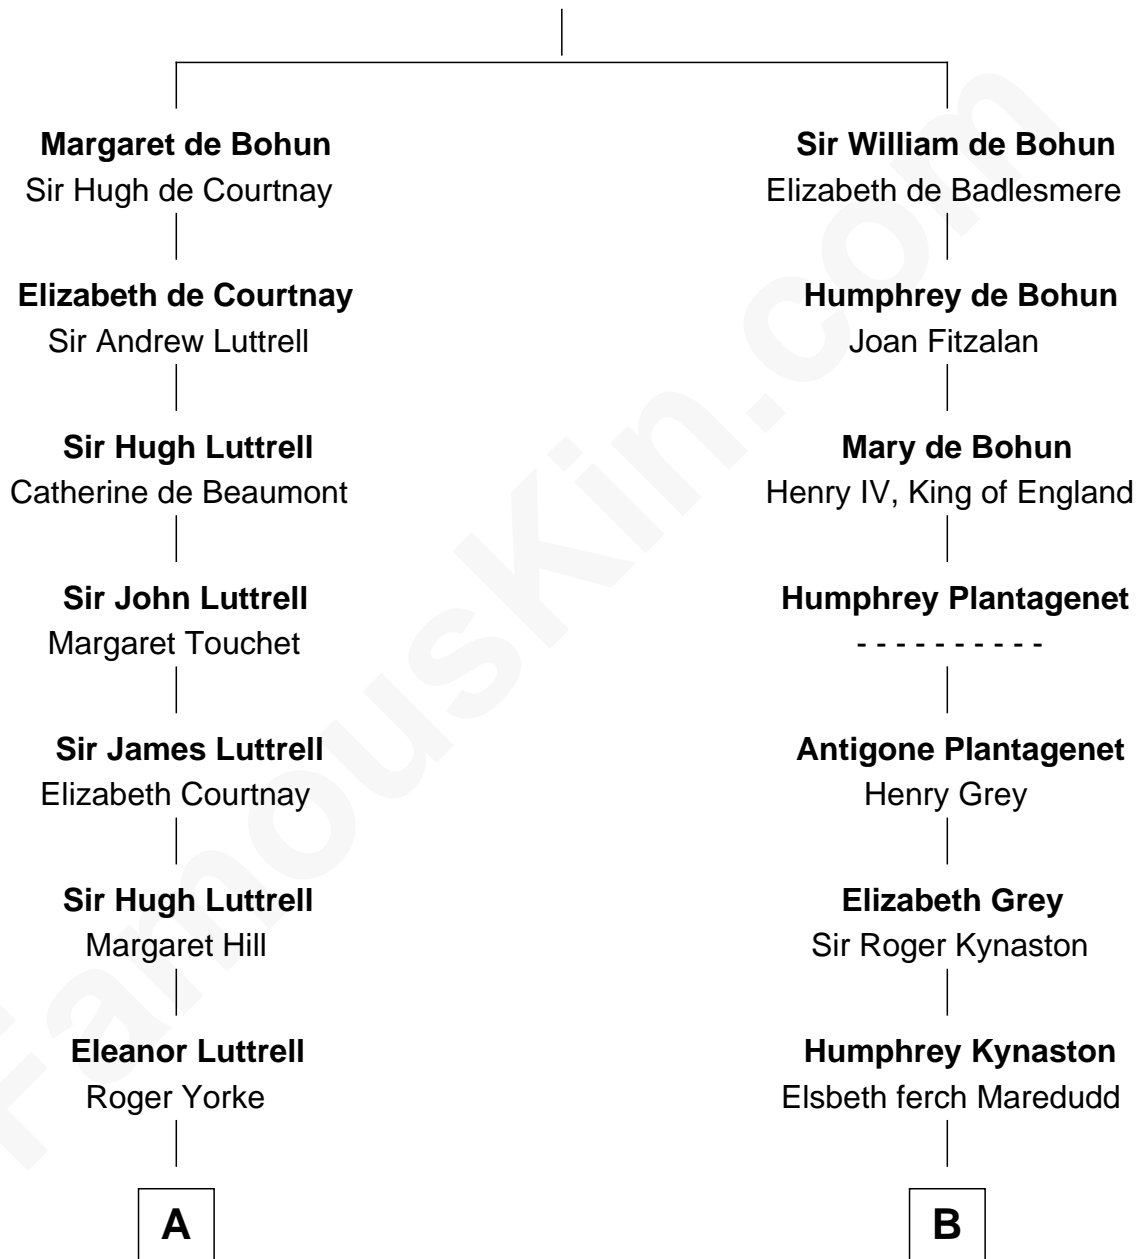 Margaret de Bohun
Sir Hugh de Courtnay
Elizabeth de Courtnay
Sir Andrew Luttrell
Sir Hugh Luttrell
Catherine de Beaumont
Sir John Luttrell
Margaret Touchet
Sir James Luttrell
Elizabeth Courtnay
Sir Hugh Luttrell
Margaret Hill
Eleanor Luttrell
Roger Yorke
A
Sir William de Bohun
Elizabeth de Badlesmere
Humphrey de Bohun
Joan Fitzalan
Mary de Bohun
Henry IV, King of England
Humphrey Plantagenet
- - - - - - - - - -
Antigone Plantagenet
Henry Grey
Elizabeth Grey
Sir Roger Kynaston
Humphrey Kynaston
Elsbeth ferch Maredudd
B
FamousKin.com